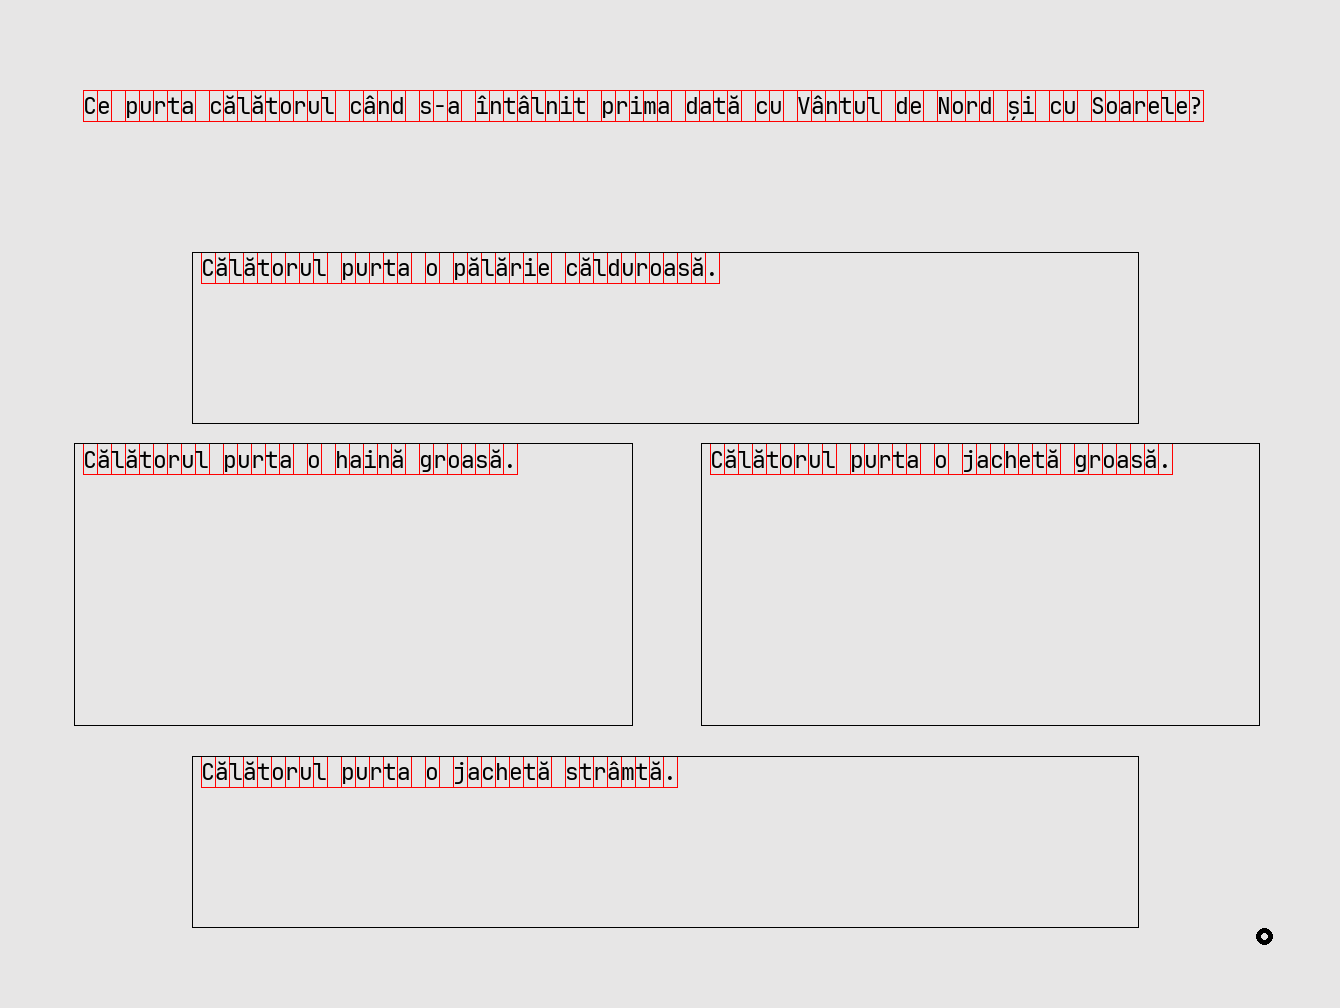 Ce purta călătorul când s-a întâlnit prima dată cu Vântul de Nord și cu Soarele?
Călătorul purta o pălărie călduroasă.
Călătorul purta o haină groasă.
Călătorul purta o jachetă groasă.
Călătorul purta o jachetă strâmtă.